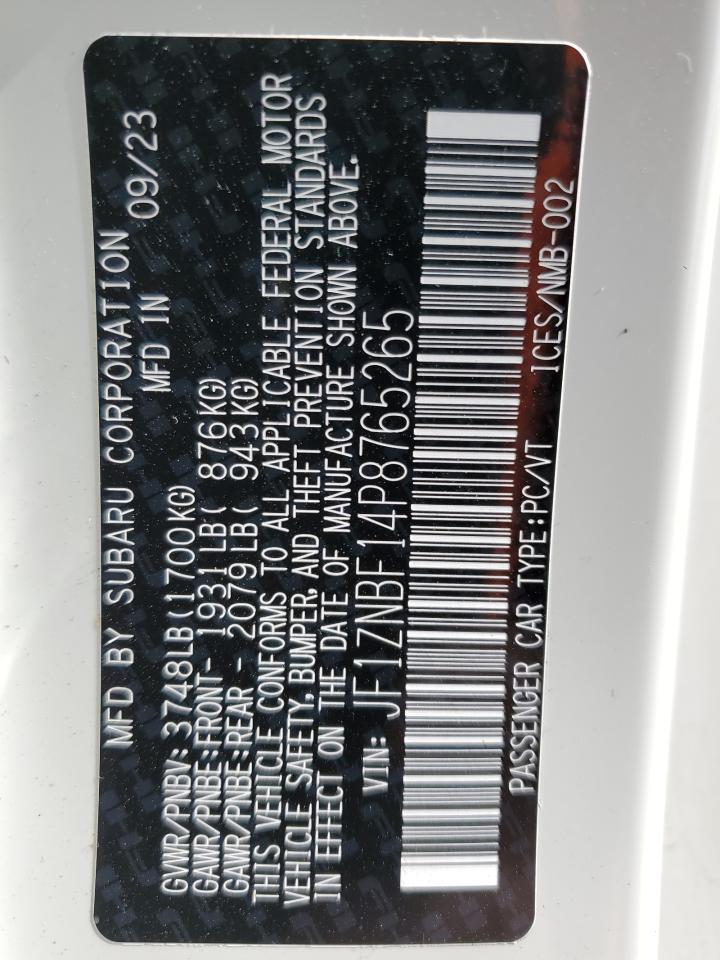 MFD BY SUBARU CORPORATION
MFD IN 09/23
GVWR/PNBV: 3748LB(1700KG)
GAWR/PNBE:FRONT- 1931LB( 876KG)
GAWR/PNBE:REAR - 2079LB( 943KG)
THIS VEHICLE CONFORMS TO ALL APPLICABLE FEDERAL MOTOR
VEHICLE SAFETY, BUMPER, AND THEFT PREVENTION STANDARDS
IN EFFECT ON THE DATE OF MANUFACTURE SHOWN ABOVE.
VIN: JF1ZNBF14P8765265
PASSENGER CAR TYPE:PC/VT ICES/NMB-002